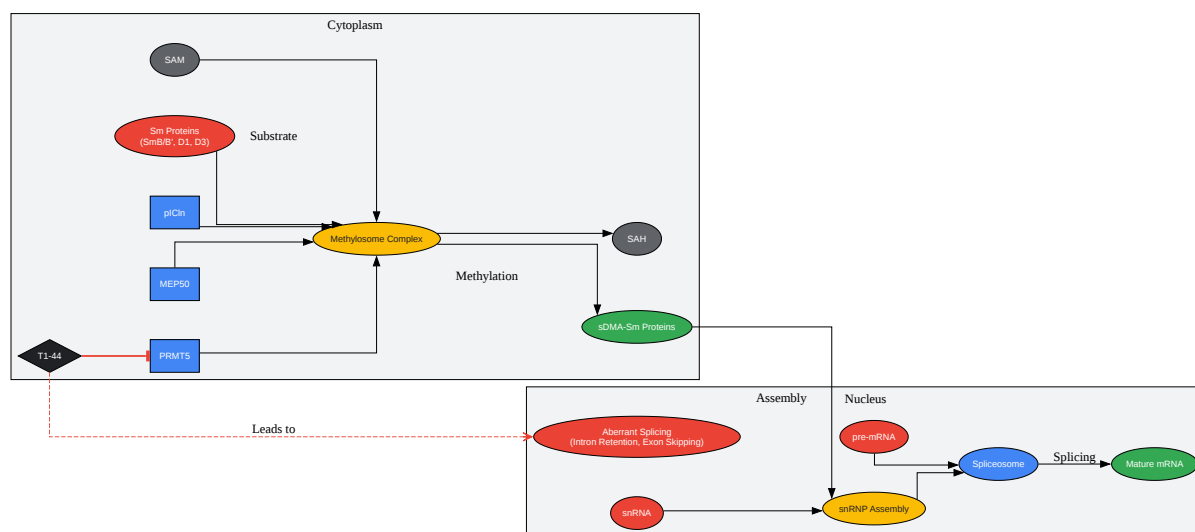 Cytoplasm
SAM
Sm Proteins
(SmB/B', D1, D3)
Substrate
pICln
Methylosome Complex
SAH
MEP50
Methylation
sDMA-Sm Proteins
T1-44
PRMT5
Assembly
Nucleus
Leads to
Aberrant Splicing
(Intron Retention, Exon Skipping)
pre-mRNA
Spliceosome
Splicing
Mature mRNA
snRNA
snRNP Assembly